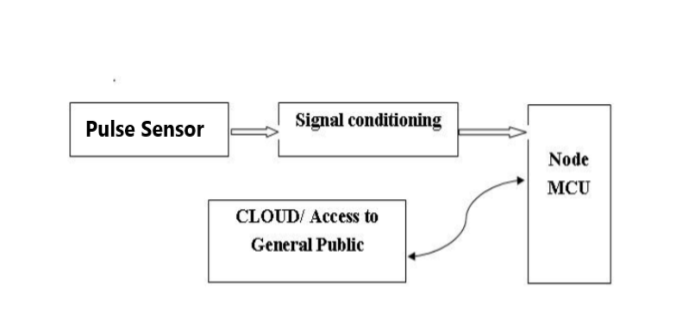 Pulse Sensor
Signal conditioning
Node
MCU
CLOUD/ Access to
General Public